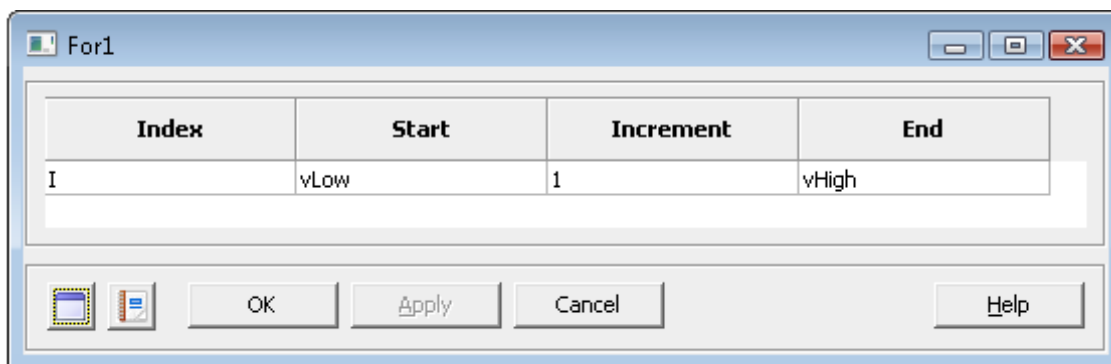 For1
Index Start Increment End
I vLow 1 vHigh
OK Apply Cancel Help